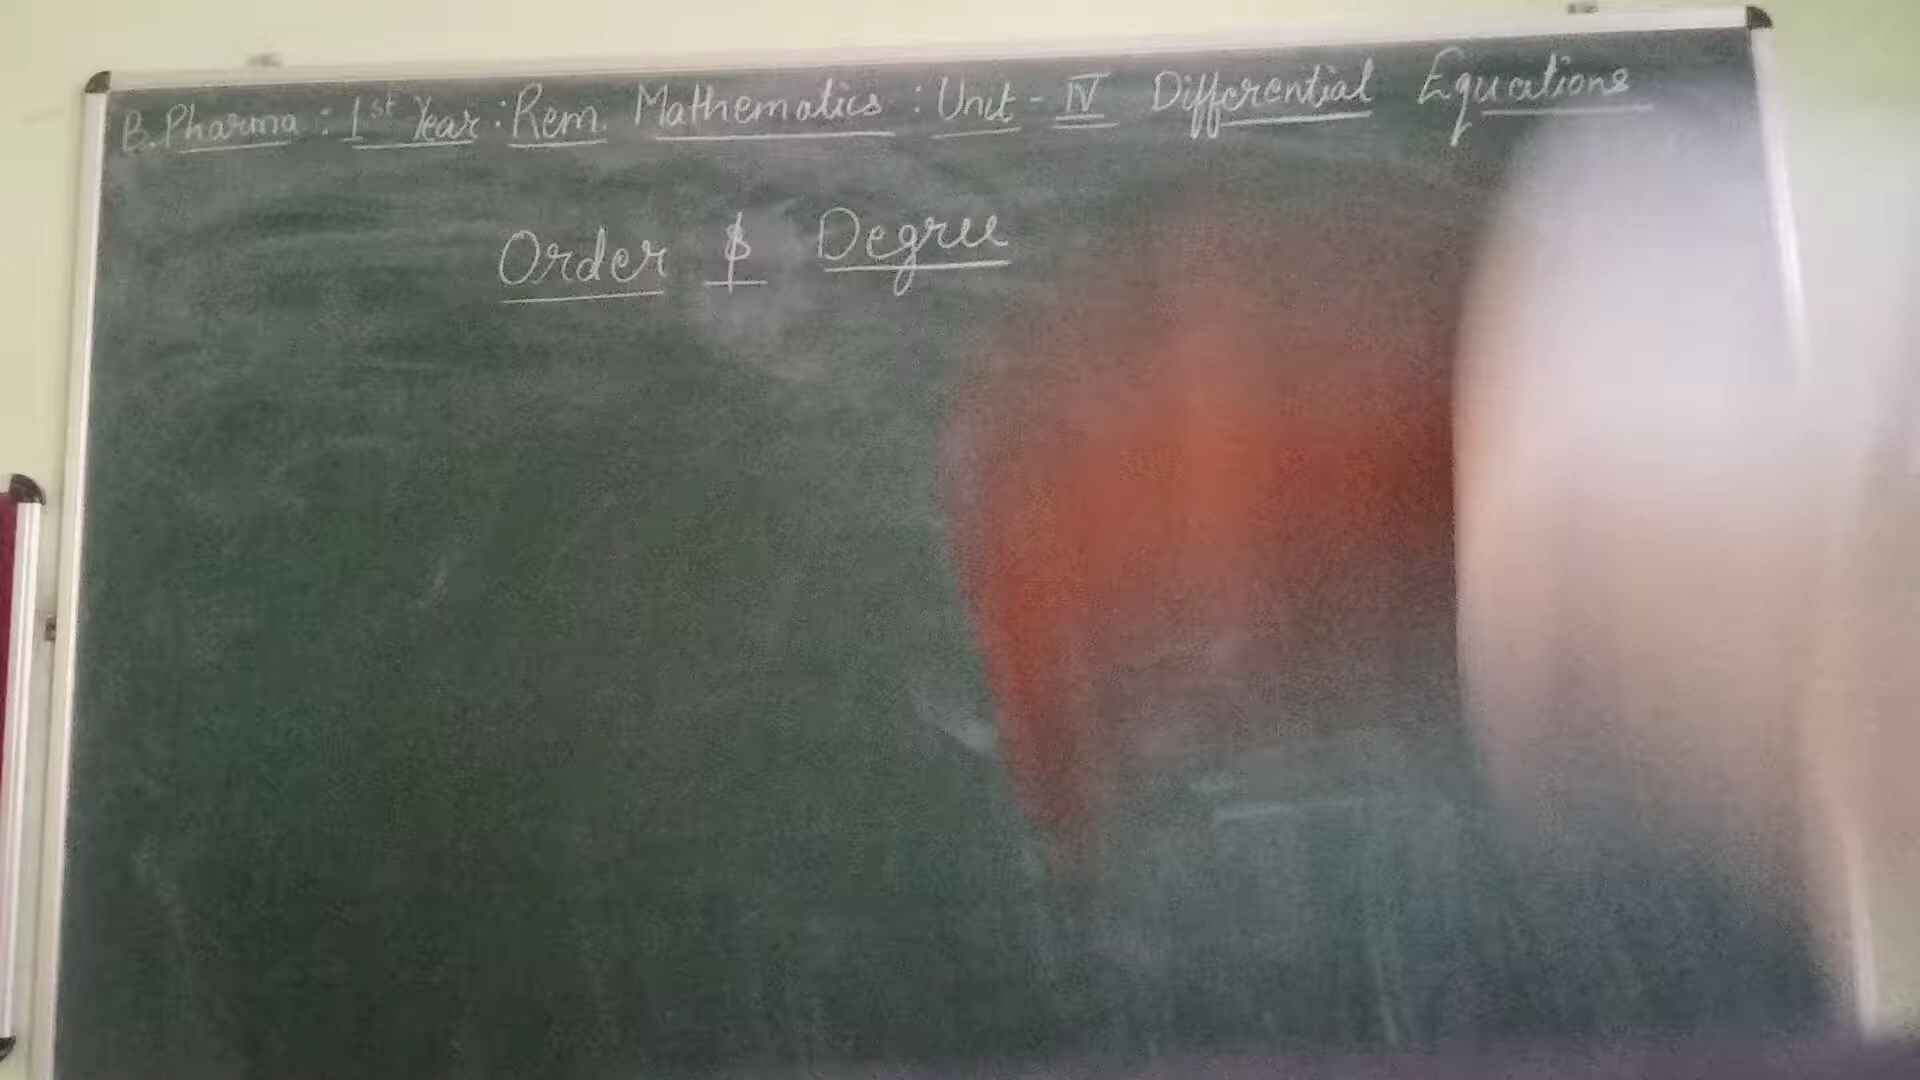 B.Pharma : 1st Year : Rem. Mathematics : Unit - IV Differential Equations
Order & Degree